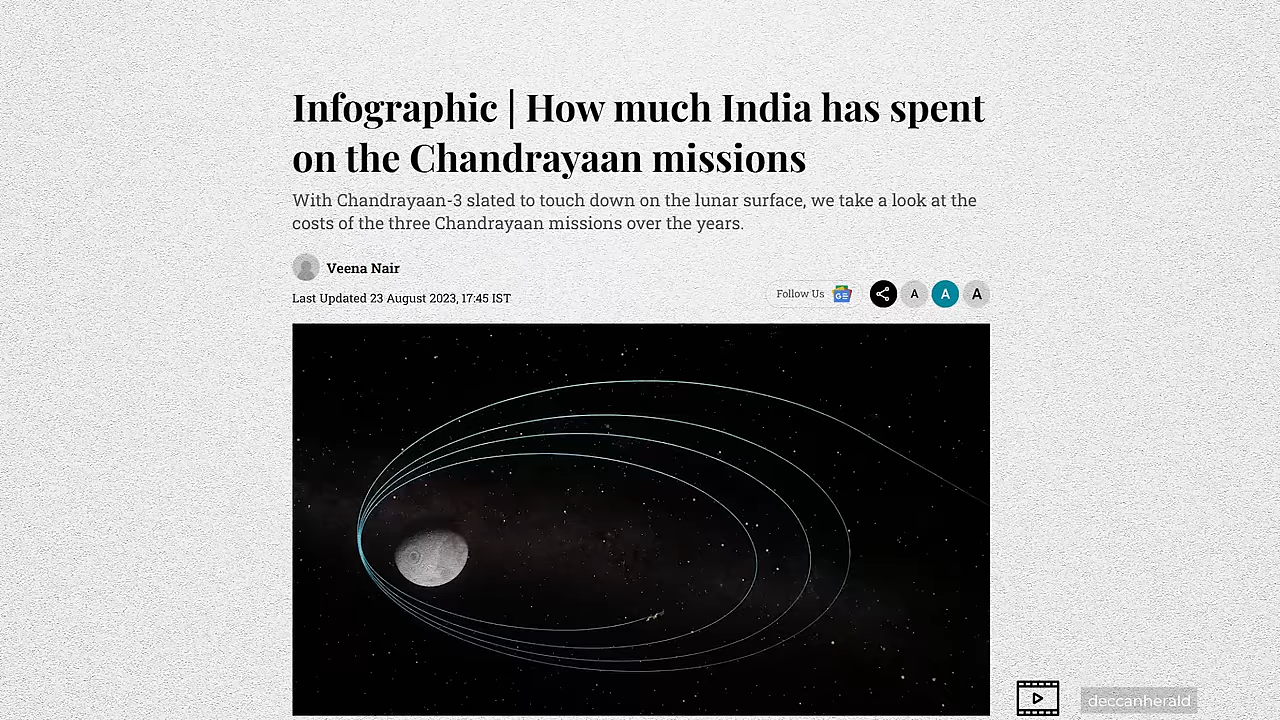 Infographic | How much India has spent
on the Chandrayaan missions
With Chandrayaan-3 slated to touch down on the lunar surface, we take a look at the
costs of the three Chandrayaan missions over the years.
Veena Nair
Last Updated 23 August 2023, 17:45 IST
Follow Us
A A A
deccanherald